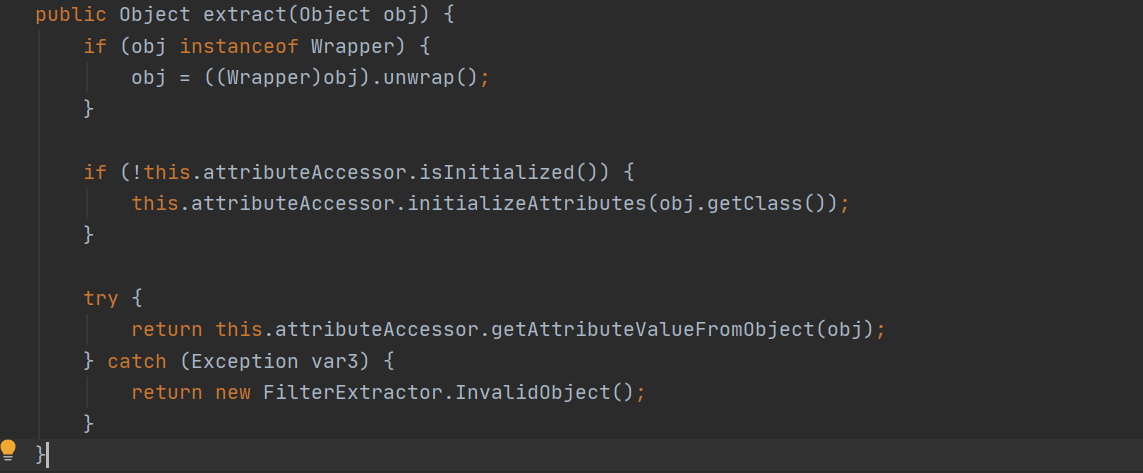 public Object extract(Object obj) {
if (obj instanceof Wrapper) {
obj = ((Wrapper)obj).unwrap();
}
if (!this.attributeAccessor.isInitialized()) {
this.attributeAccessor.initializeAttributes(obj.getClass());
}
try {
return this.attributeAccessor.getAttributeValueFromObject(obj);
} catch (Exception var3) {
return new FilterExtractor.InvalidObject();
}
}